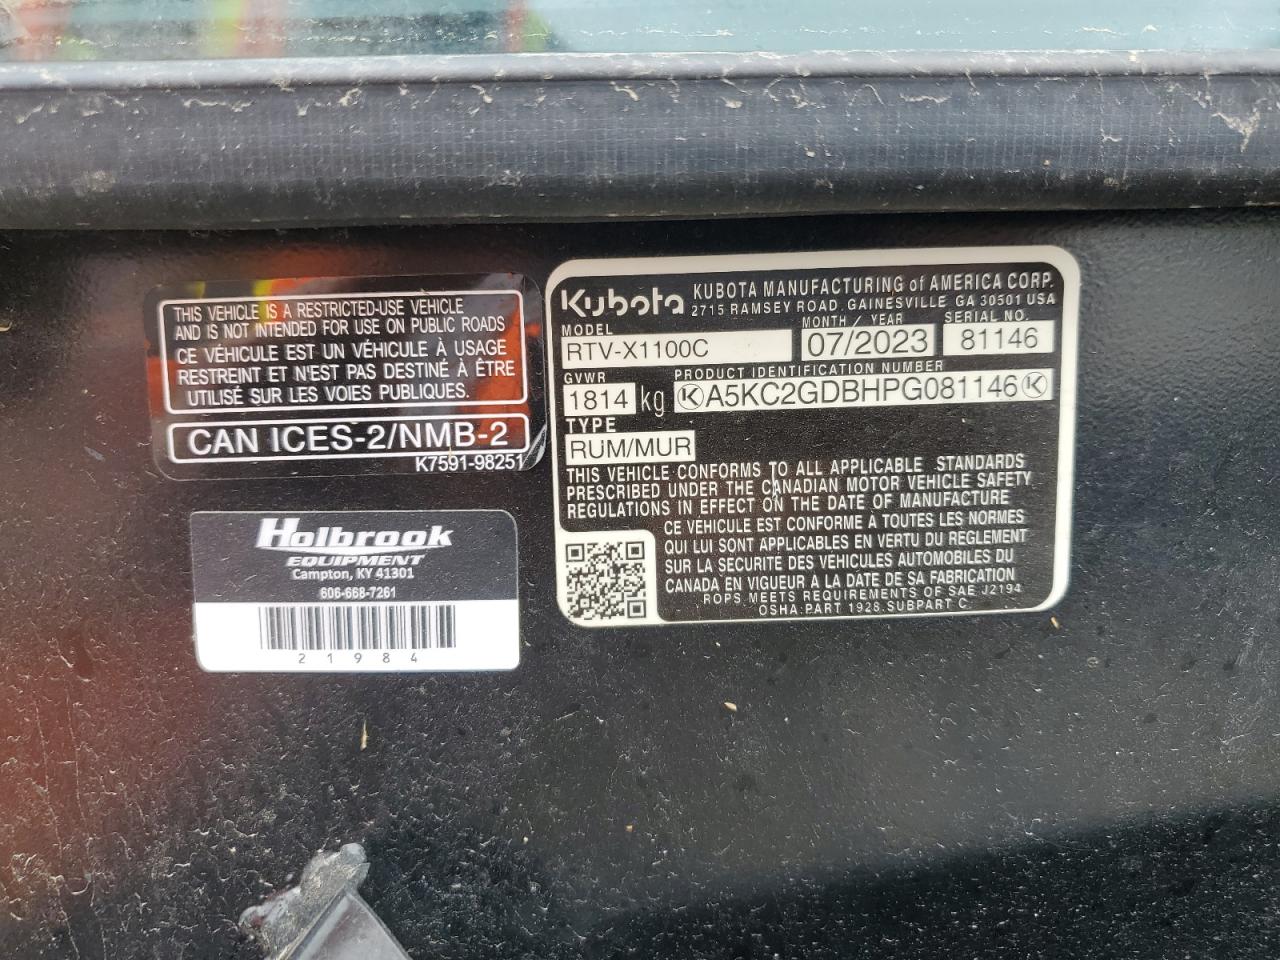 THIS VEHICLE IS A RESTRICTED-USE VEHICLE
AND IS NOT INTENDED FOR USE ON PUBLIC ROADS
CE VÉHICULE EST UN VÉHICULE À USAGE
RESTREINT ET N'EST PAS DESTINÉ À ÊTRE
UTILISÉ SUR LES VOIES PUBLIQUES.
CAN ICES-2/NMB-2
K7591-98251
Holbrook
EQUIPMENT
Campton, KY 41301
606-668-7261
21984
Kubota KUBOTA MANUFACTURING of AMERICA CORP.
2715 RAMSEY ROAD, GAINESVILLE GA 30501 USA
MODEL MONTH / YEAR SERIAL NO.
RTV-X1100C 07/2023 81146
GVWR PRODUCT IDENTIFICATION NUMBER
1814 kg A5KC2GDBHPG081146
TYPE
RUM/MUR
THIS VEHICLE CONFORMS TO ALL APPLICABLE STANDARDS
PRESCRIBED UNDER THE CANADIAN MOTOR VEHICLE SAFETY
REGULATIONS IN EFFECT ON THE DATE OF MANUFACTURE
CE VÉHICULE EST CONFORME À TOUTES LES NORMES
QUI LUI SONT APPLICABLES EN VERTU DU REGLEMENT
SUR LA SECURITE DES VEHICULES AUTOMOBILES DU
CANADA EN VIGUEUR A LA DATE DE SA FABRICATION
ROPS MEETS REQUIREMENTS OF SAE J2194
OSHA PART 1928 SUBPART C.